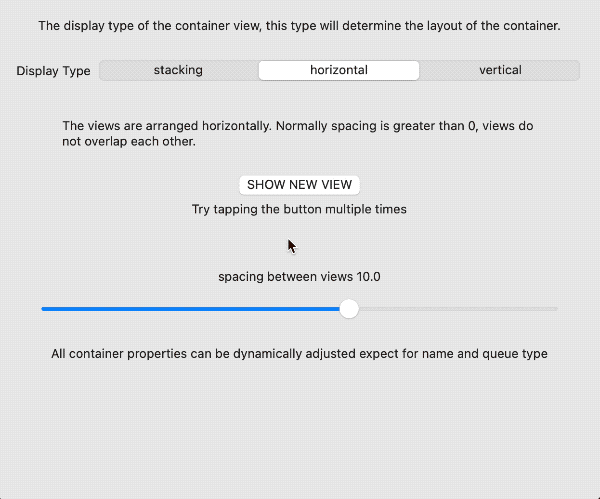 The display type of the container view, this type will determine the layout of the container.
Display Type stacking horizontal vertical
The views are arranged horizontally. Normally spacing is greater than 0, views do
not overlap each other.
SHOW NEW VIEW
Try tapping the button multiple times
spacing between views 10.0
All container properties can be dynamically adjusted expect for name and queue type